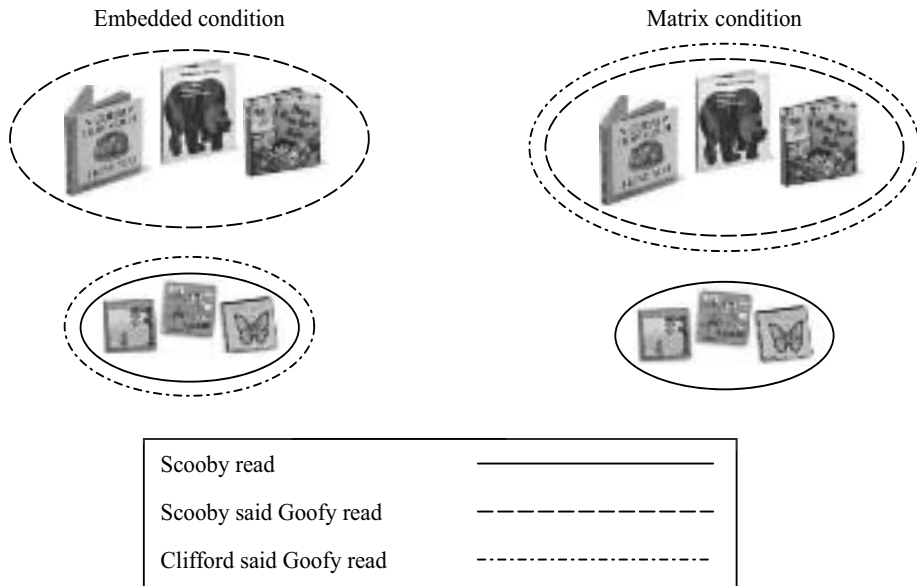 Embedded condition
Matrix condition
Scooby read
Scooby said Goofy read
Clifford said Goofy read